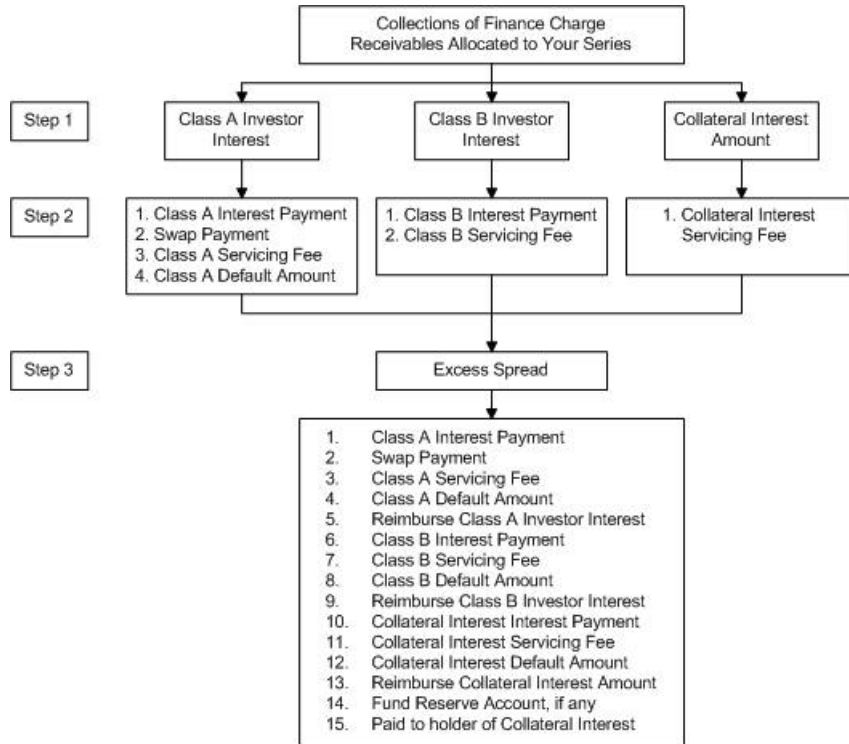 Collections of Finance Charge
Receivables Allocated to Your Series
Step 1
Class A Investor
Interest
Class B Investor
Interest
Collateral Interest
Amount
Step 2
1. Class A Interest Payment
2. Swap Payment
3. Class A Servicing Fee
4. Class A Default Amount
1. Class B Interest Payment
2. Class B Servicing Fee
1. Collateral Interest
Servicing Fee
Step 3
Excess Spread
1. Class A Interest Payment
2. Swap Payment
3. Class A Servicing Fee
4. Class A Default Amount
5. Reimburse Class A Investor Interest
6. Class B Interest Payment
7. Class B Servicing Fee
8. Class B Default Amount
9. Reimburse Class B Investor Interest
10. Collateral Interest Interest Payment
11. Collateral Interest Servicing Fee
12. Collateral Interest Default Amount
13. Reimburse Collateral Interest Amount
14. Fund Reserve Account, if any
15. Paid to holder of Collateral Interest